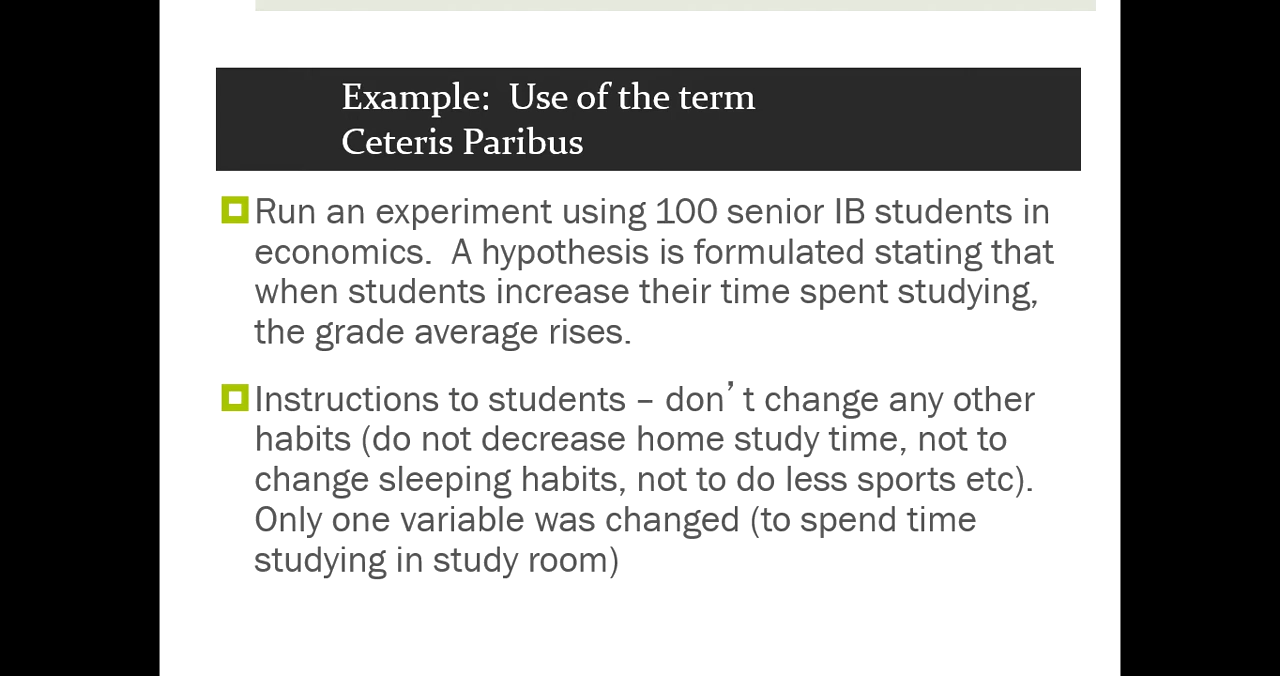 Example:  Use of the term
Ceteris Paribus
Run an experiment using 100 senior IB students in
economics.  A hypothesis is formulated stating that
when students increase their time spent studying,
the grade average rises.
Instructions to students – don’t change any other
habits (do not decrease home study time, not to
change sleeping habits, not to do less sports etc).
Only one variable was changed (to spend time
studying in study room)